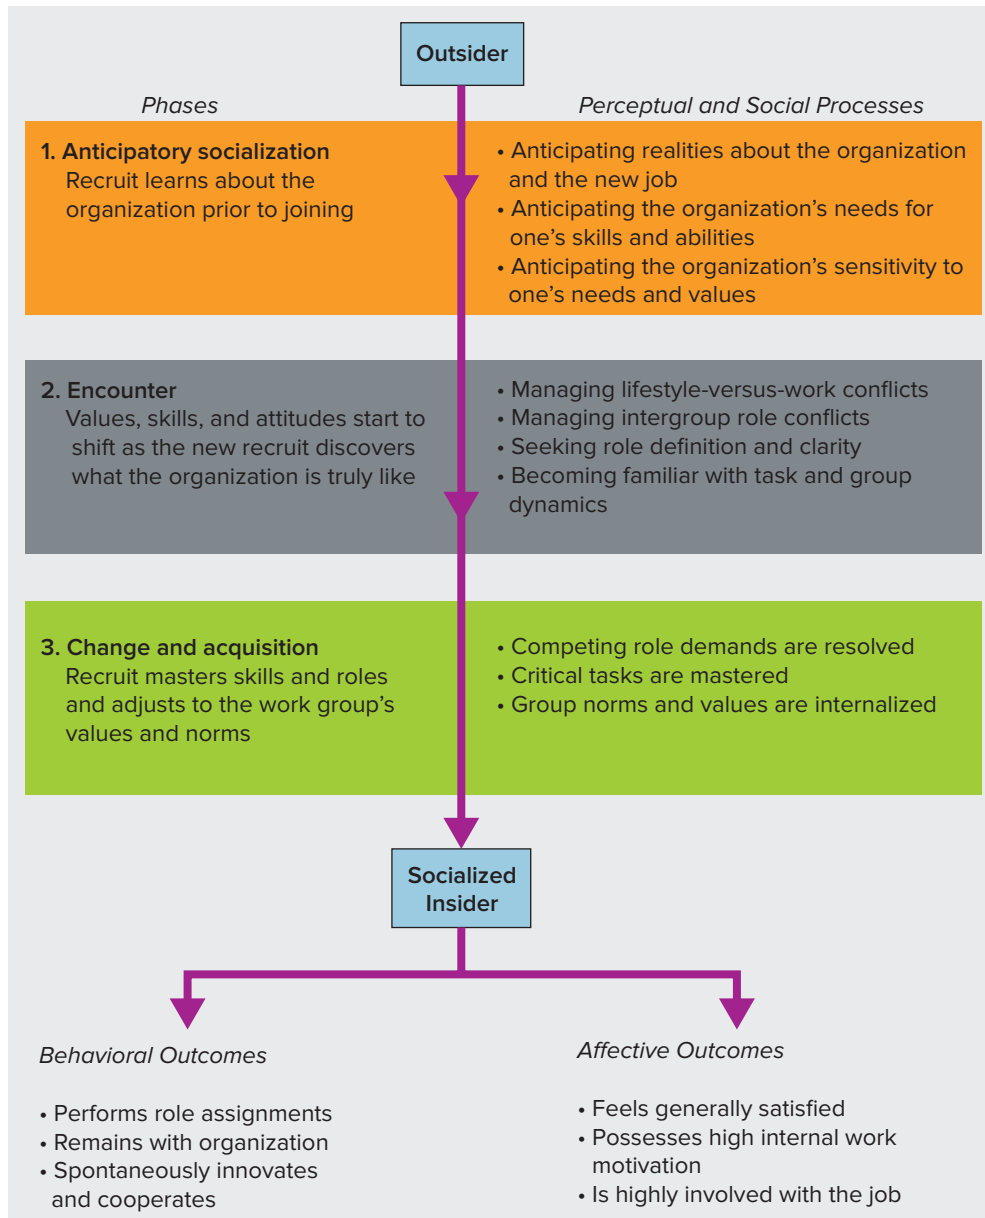 Outsider
Phases
Perceptual and Social Processes
1. Anticipatory socialization
Recruit learns about the
organization prior to joining
• Anticipating realities about the organization
and the new job
• Anticipating the organization’s needs for
one’s skills and abilities
• Anticipating the organization’s sensitivity to
one’s needs and values
2. Encounter
Values, skills, and attitudes start to
shift as the new recruit discovers
what the organization is truly like
• Managing lifestyle-versus-work conflicts
• Managing intergroup role conflicts
• Seeking role definition and clarity
• Becoming familiar with task and group
dynamics
3. Change and acquisition
Recruit masters skills and roles
and adjusts to the work group’s
values and norms
• Competing role demands are resolved
• Critical tasks are mastered
• Group norms and values are internalized
Socialized
Insider
Behavioral Outcomes
• Performs role assignments
• Remains with organization
• Spontaneously innovates
and cooperates
Affective Outcomes
• Feels generally satisfied
• Possesses high internal work
motivation
• Is highly involved with the job